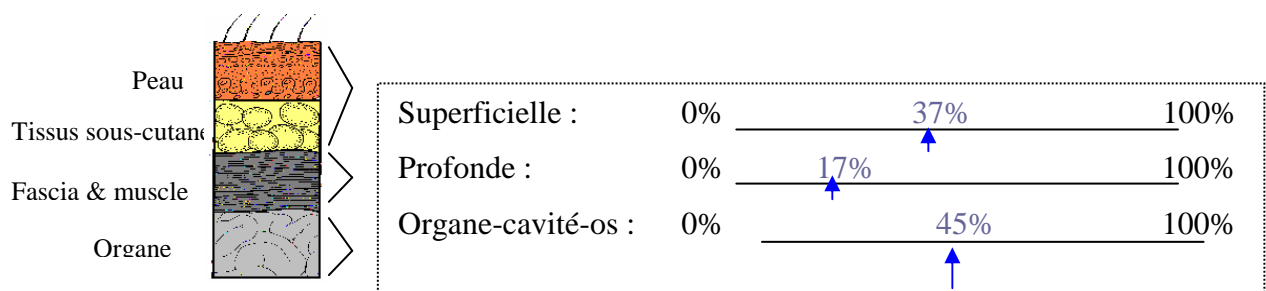 Peau
Tissus sous-cutané
Fascia & muscle
Organe
Superficielle : 0% 37% 100%
Profonde : 0% 17% 100%
Organe-cavité-os : 0% 45% 100%